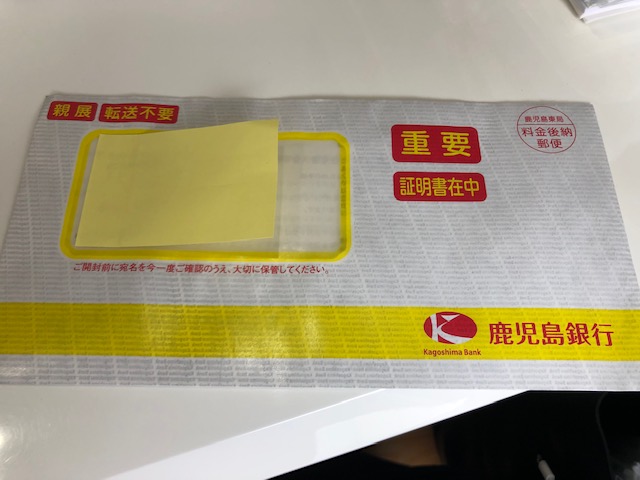 親展 転送不要
重要
証明書在中
鹿児島東局
料金後納
郵便
ご開封前に宛名を今一度ご確認のうえ、大切に保管してください。
鹿児島銀行
Kagoshima Bank